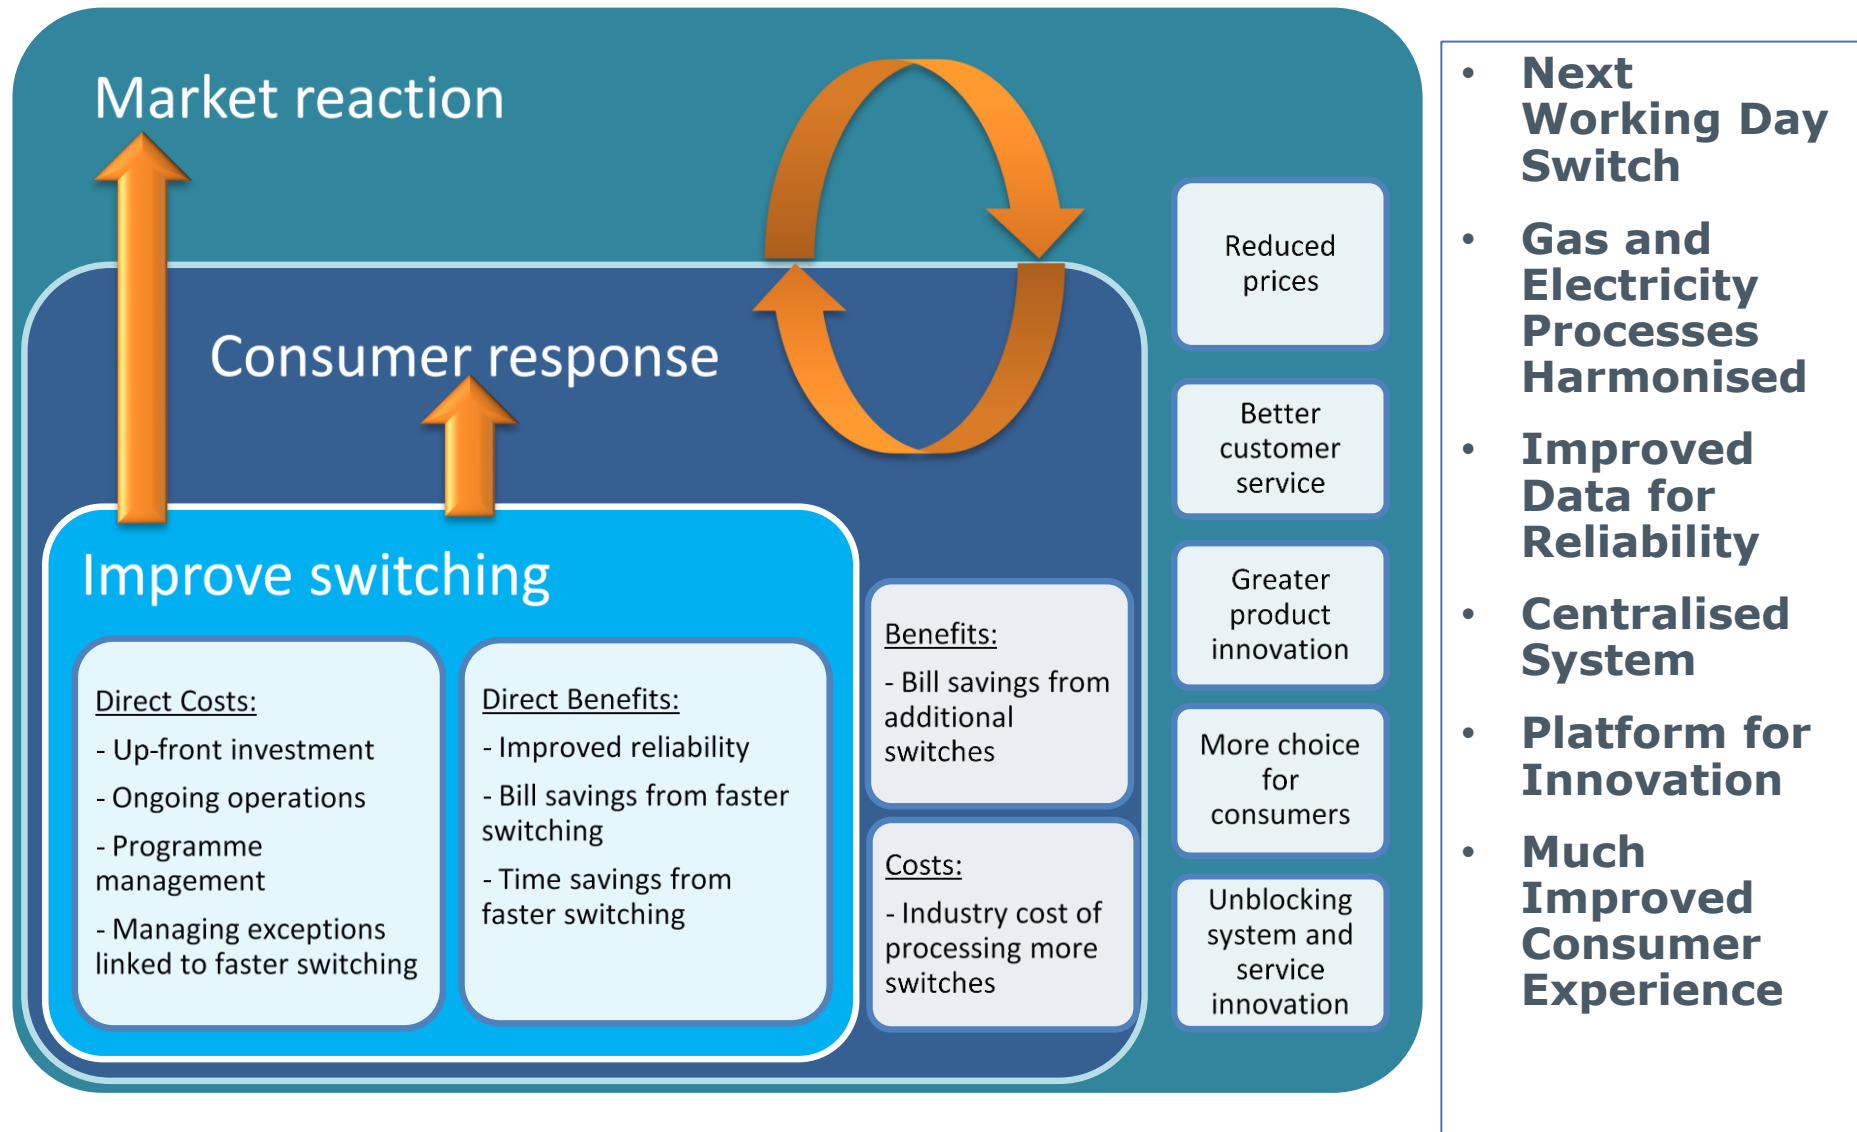 Market reaction
Consumer response
Improve switching
Direct Costs:
- Up-front investment
- Ongoing operations
- Programme
management
- Managing exceptions
linked to faster switching
Direct Benefits:
- Improved reliability
- Bill savings from faster
switching
- Time savings from
faster switching
Benefits:
- Bill savings from
additional
switches
Costs:
- Industry cost of
processing more
switches
Reduced
prices
Better
customer
service
Greater
product
innovation
More choice
for
consumers
Unblocking
system and
service
innovation
• Next
Working Day
Switch
• Gas and
Electricity
Processes
Harmonised
• Improved
Data for
Reliability
• Centralised
System
• Platform for
Innovation
• Much
Improved
Consumer
Experience